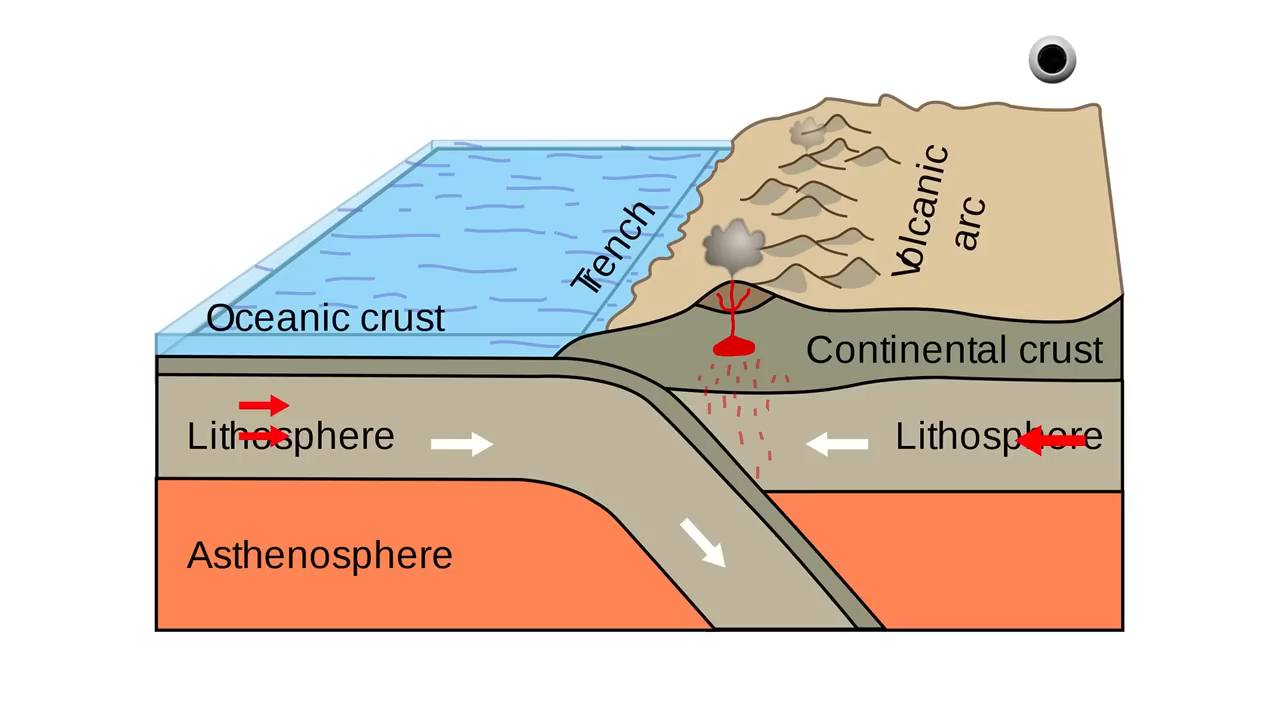 Volcanic
arc
Trench
Oceanic crust
Continental crust
Lithosphere
Lithosphere
Asthenosphere